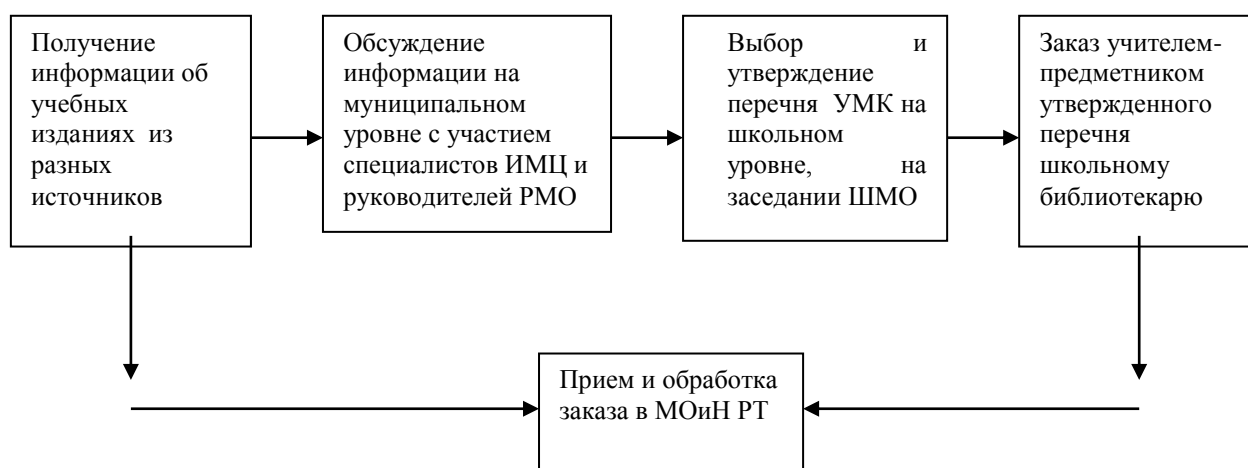 Получение
информации об
учебных
изданиях из
разных
источников
Обсуждение
информации на
муниципальном
уровне с участием
специалистов ИМЦ и
руководителей РМО
Выбор и
утверждение
перечня УМК на
школьном
уровне, на
заседании ШМО
Заказ учителем-
предметником
утвержденного
перечня
школьному
библиотекарю
Прием и обработка
заказа в МОиН РТ